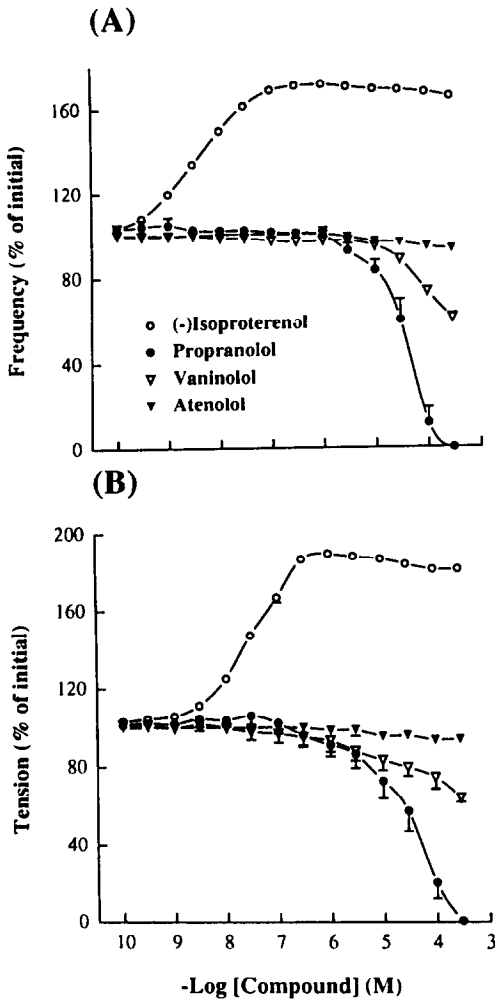 (A)
160
120
80
40
0
Frequency (% of initial)
(-)Isoproterenol
Propranolol
Vaninolol
Atenolol
(B)
200
160
120
80
40
0
Tension (% of initial)
10 9 8 7 6 5 4 3
-Log [Compound] (M)